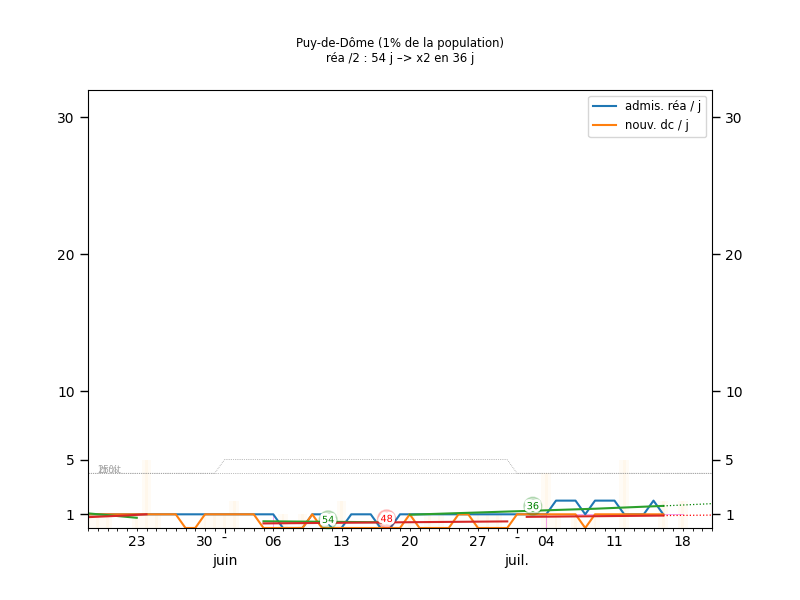 Puy-de-Dôme (1% de la population)
réa /2 : 54 j –> x2 en 36 j
admis. réa / j
nouv. dc / j
30 30
20 20
10 10
5 5
1 1
54
48
36
23 30 - 06 13 20 27 - 04 11 18
juin juil.